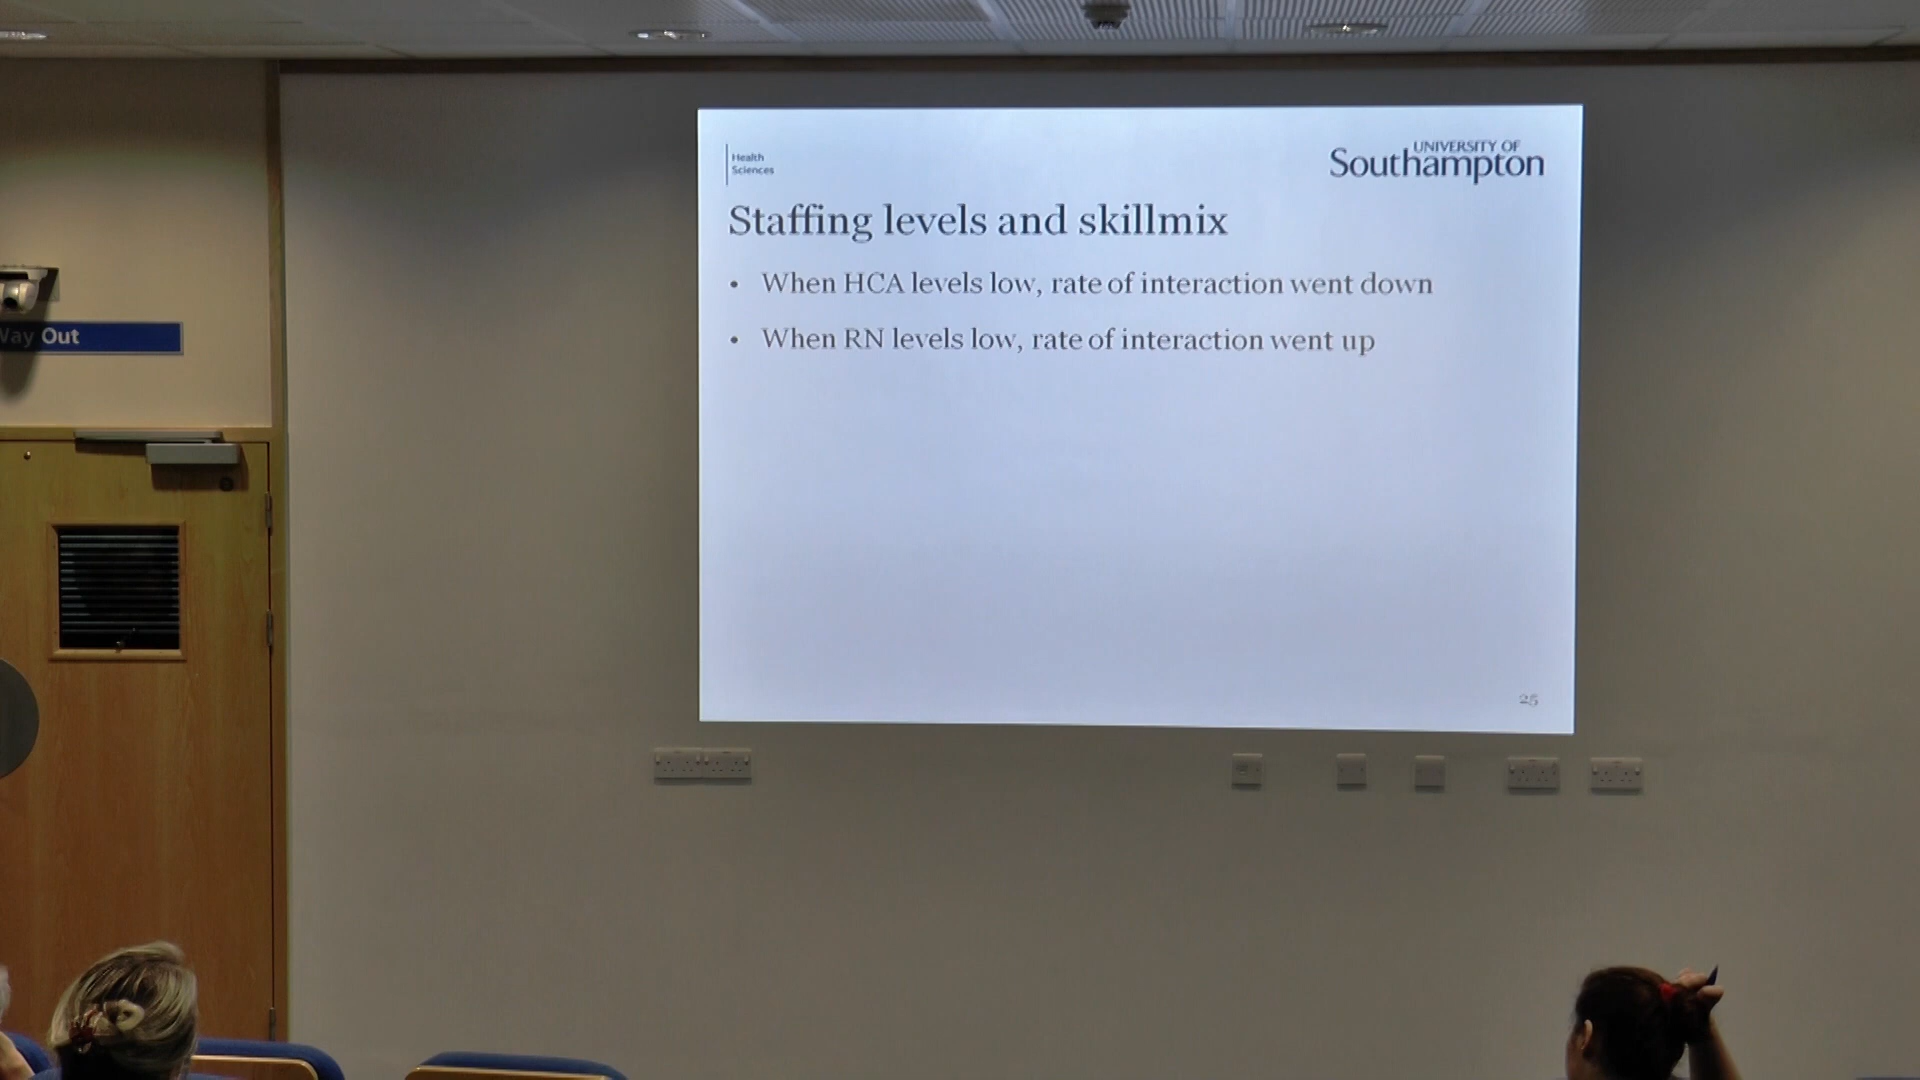 Health
Sciences
UNIVERSITY OF
Southampton
Staffing levels and skillmix
• When HCA levels low, rate of interaction went down
• When RN levels low, rate of interaction went up
25
Way Out